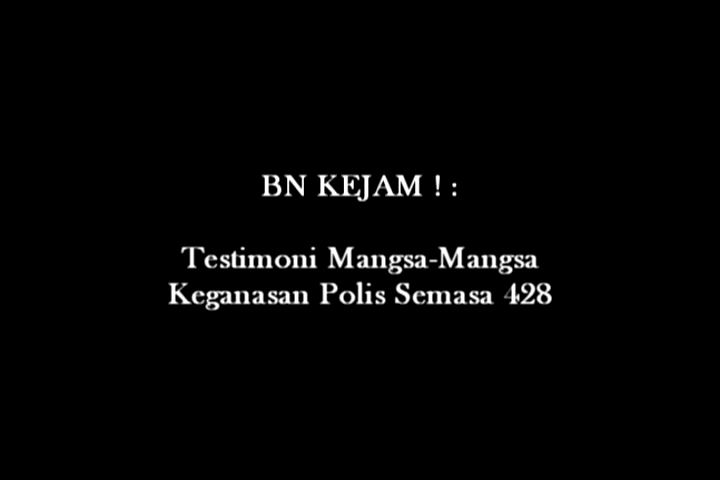 BN KEJAM ! :
Testimoni Mangsa-Mangsa
Keganasan Polis Semasa 428